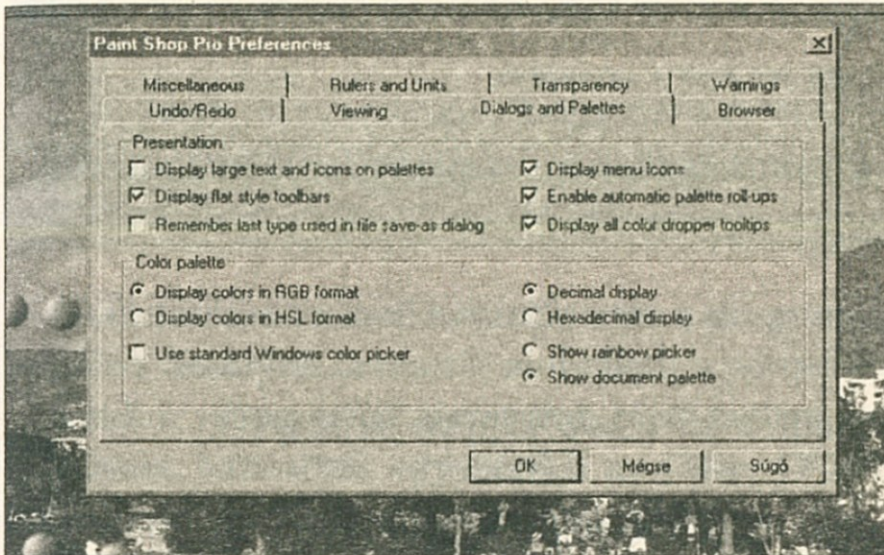 Paint Shop Pro Preferences
Miscellaneous Rulers and Units Transparency Warnings
Undo/Redo Viewing Dialogs and Palettes Browser
Presentation
Display large text and icons on palettes
Display flat style toolbars
Remember last type used in file save-as dialog
Display menu icons
Enable automatic palette roll-ups
Display all color dropper tooltips
Color palette
Display colors in RGB format
Display colors in HSL format
Use standard Windows color picker
Decimal display
Hexadecimal display
Show rainbow picker
Show document palette
OK Mégse Súgó